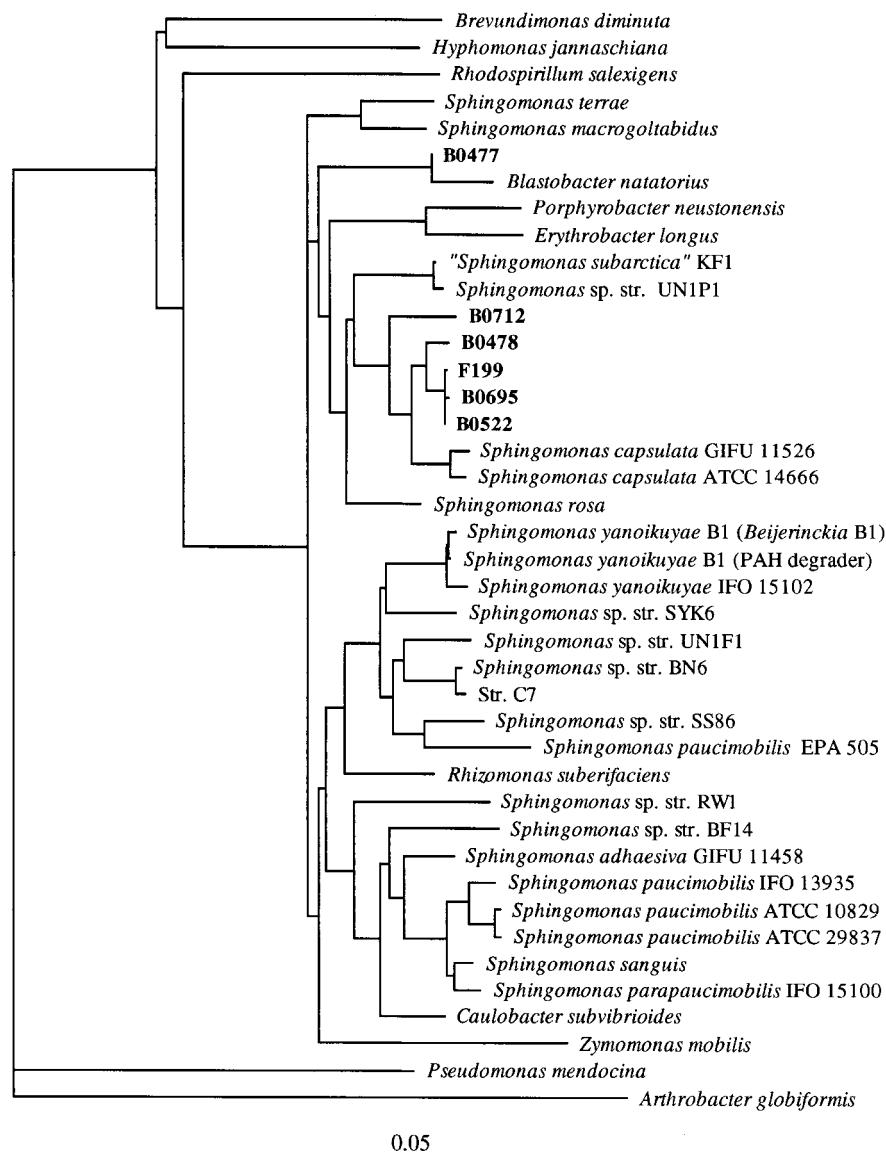 Brevundimonas diminuta
Hyphomonas jannaschiana
Rhodospirillum salexigens
Sphingomonas terrae
Sphingomonas macrogoltabidus
B0477
Blastobacter natatorius
Porphyrobacter neustonensis
Erythrobacter longus
"Sphingomonas subarctica" KF1
Sphingomonas sp. str. UN1P1
B0712
B0478
F199
B0695
B0522
Sphingomonas capsulata GIFU 11526
Sphingomonas capsulata ATCC 14666
Sphingomonas rosa
Sphingomonas yanoikuyae B1 (Beijerinckia B1)
Sphingomonas yanoikuyae B1 (PAH degrader)
Sphingomonas yanoikuyae IFO 15102
Sphingomonas sp. str. SYK6
Sphingomonas sp. str. UN1F1
Sphingomonas sp. str. BN6
Str. C7
Sphingomonas sp. str. SS86
Sphingomonas paucimobilis EPA 505
Rhizomonas suberifaciens
Sphingomonas sp. str. RW1
Sphingomonas sp. str. BF14
Sphingomonas adhaesiva GIFU 11458
Sphingomonas paucimobilis IFO 13935
Sphingomonas paucimobilis ATCC 10829
Sphingomonas paucimobilis ATCC 29837
Sphingomonas sanguis
Sphingomonas parapaucimobilis IFO 15100
Caulobacter subvibrioides
Zymomonas mobilis
Pseudomonas mendocina
Arthrobacter globiformis
0.05